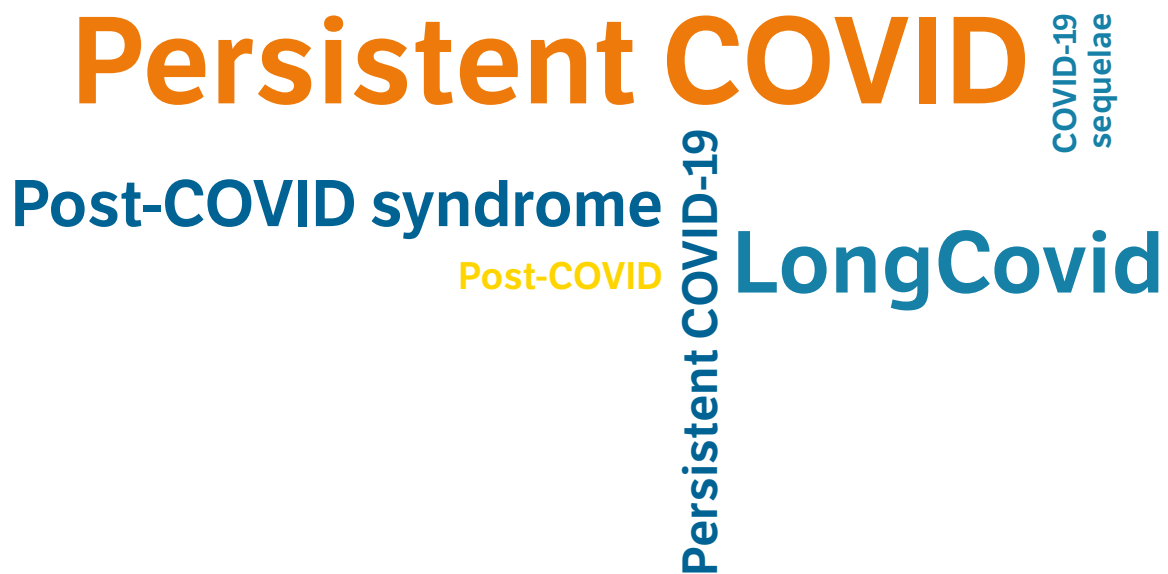 Persistent COVID
COVID-19
sequelae
Post-COVID syndrome
Persistent COVID-19
LongCovid
Post-COVID